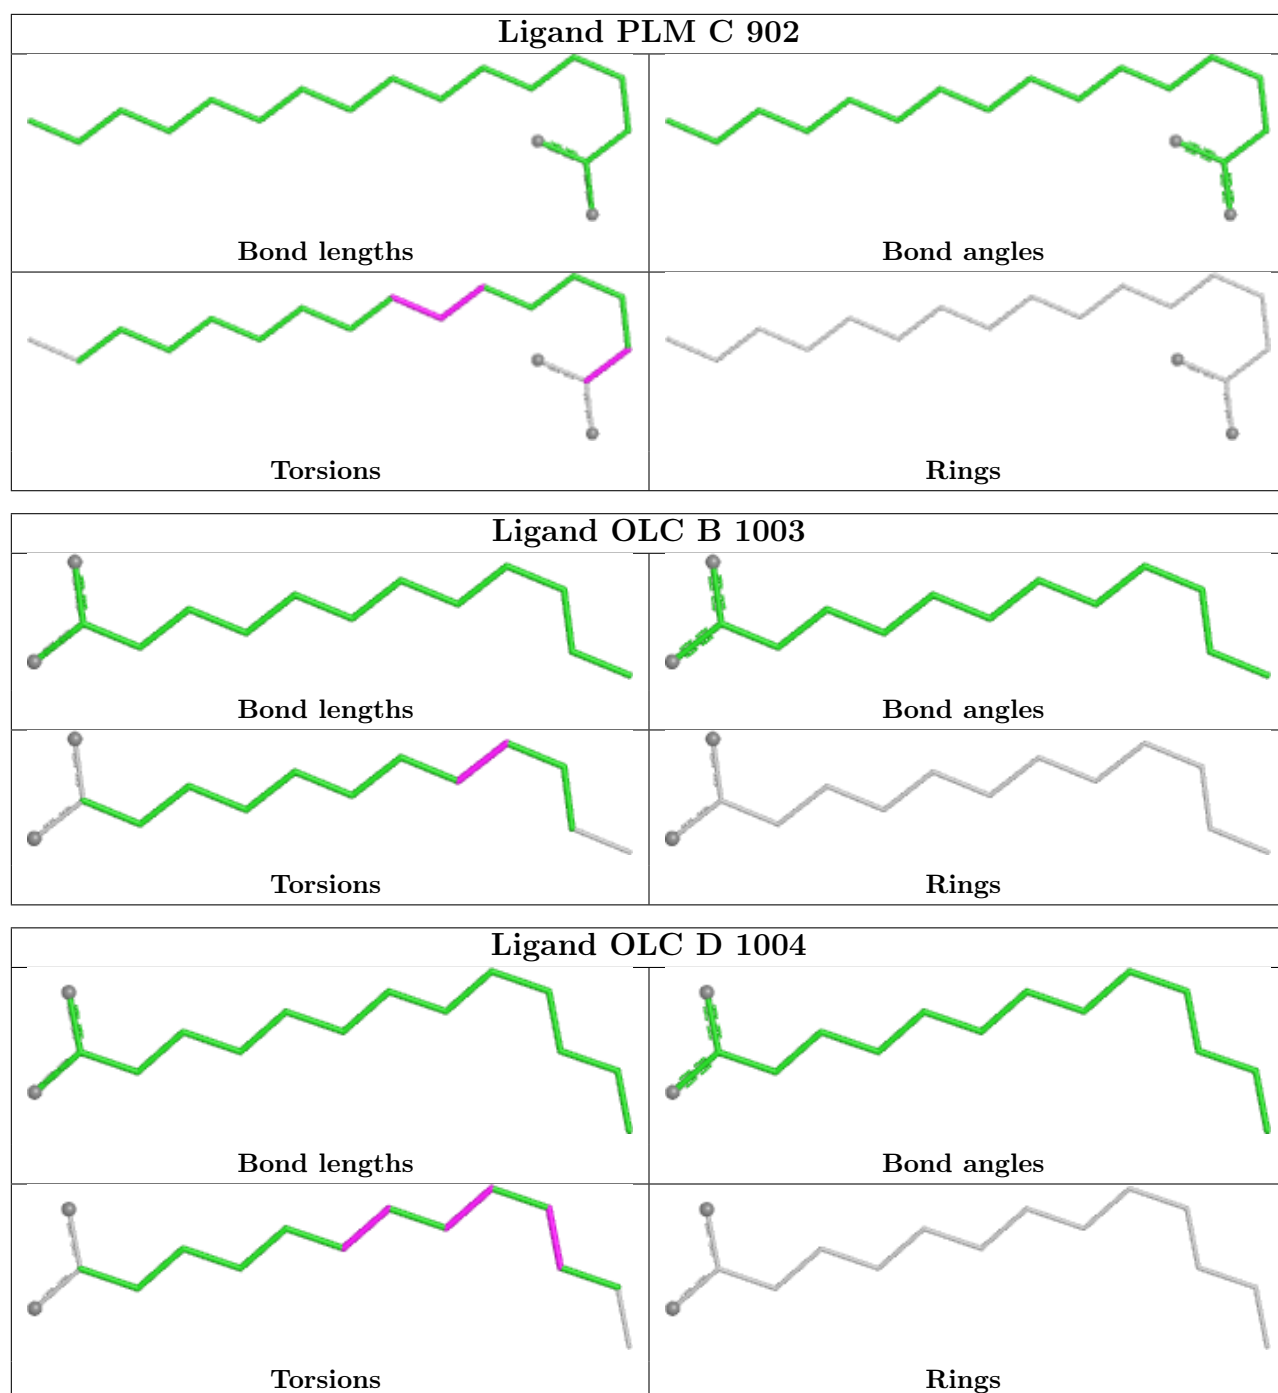 Ligand PLM C 902
Bond lengths
Bond angles
Torsions
Rings
Ligand OLC B 1003
Bond lengths
Bond angles
Torsions
Rings
Ligand OLC D 1004
Bond lengths
Bond angles
Torsions
Rings